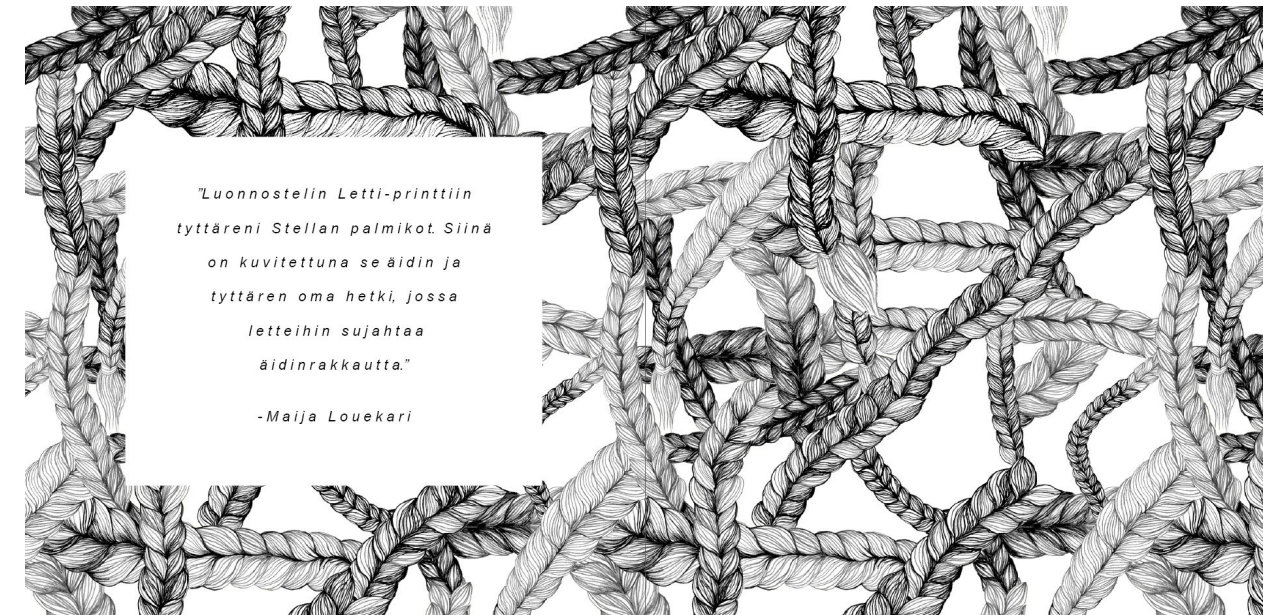 ”Luonnostelin Letti-printtiin
tyttäreni Stellan palmikot. Siinä
on kuvitettuna se äidin ja
tyttären oma hetki, jossa
letteihin sujahtaa
äidinrakkautta.”
-Maija Louekari